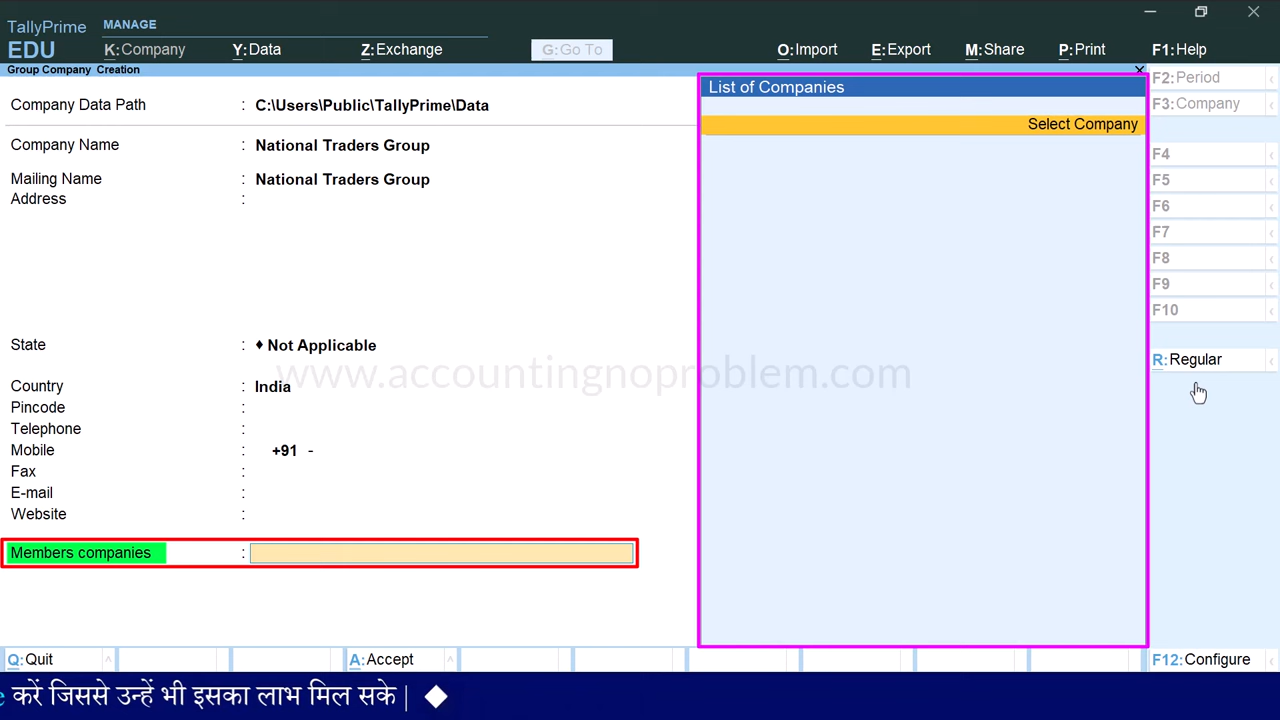 TallyPrime MANAGE
EDU K:Company Y:Data Z:Exchange G:Go To O:Import E:Export M:Share P:Print F1:Help
Group Company Creation
Company Data Path : C:\Users\Public\TallyPrime\Data
Company Name : National Traders Group
Mailing Name : National Traders Group
Address :
State : ♦ Not Applicable
Country : India
Pincode :
Telephone :
Mobile : +91 -
Fax :
E-mail :
Website :
Members companies :
List of Companies
Select Company
F2:Period
F3:Company
F4
F5
F6
F7
F8
F9
F10
R:Regular
www.accountingnoproblem.com
Q:Quit A:Accept F12:Configure
e करें जिससे उन्हें भी इसका लाभ मिल सके | ◆